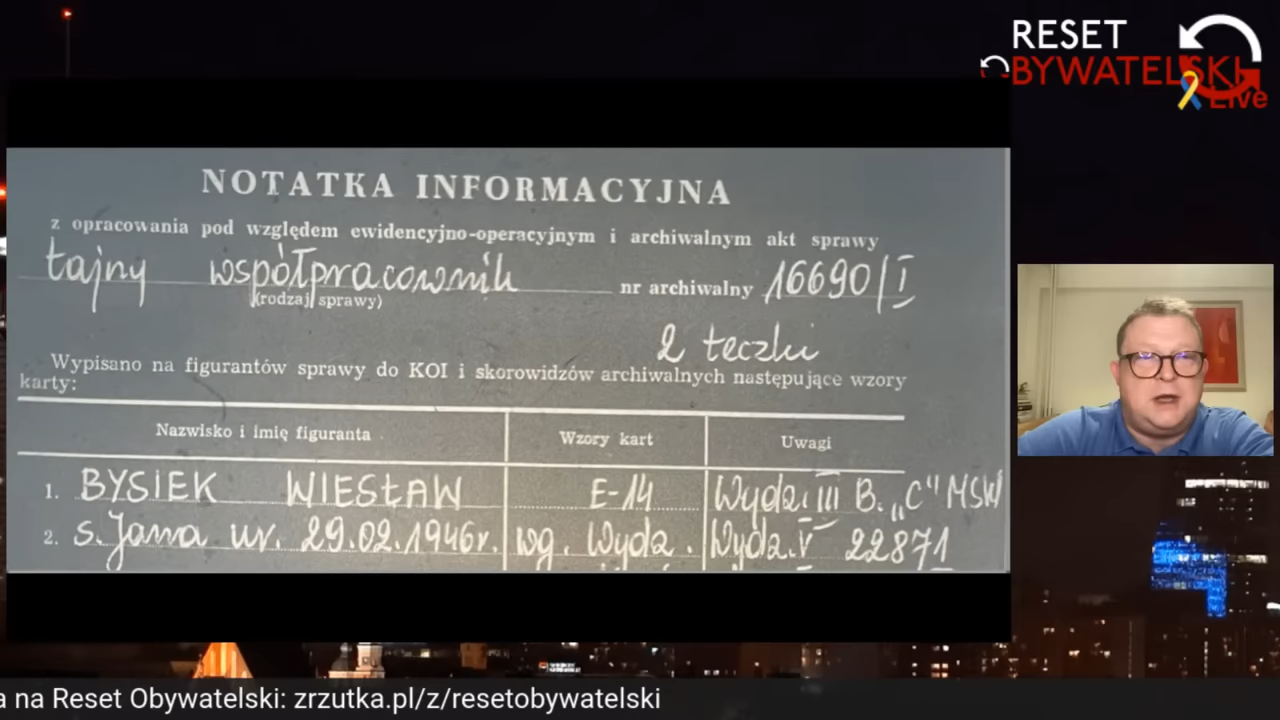 RESET
OBYWATELSKI
Live
NOTATKA INFORMACYJNA
z opracowania pod względem ewidencyjno-operacyjnym i archiwalnym akt sprawy
tajny współpracownik nr archiwalny 16690/I
(rodzaj sprawy)
2 teczki
Wypisano na figurantów sprawy do KOI i skorowidzów archiwalnych następujące wzory
karty:
Nazwisko i imię figuranta Wzory kart Uwagi
1. BYSIEK WIESŁAW E-14 Wydz. III B. „C" MSW
2. s. Jana ur. 29.02.1946r. wg. Wydz. Wydz. V 22871
a na Reset Obywatelski: zrzutka.pl/z/resetobywatelski